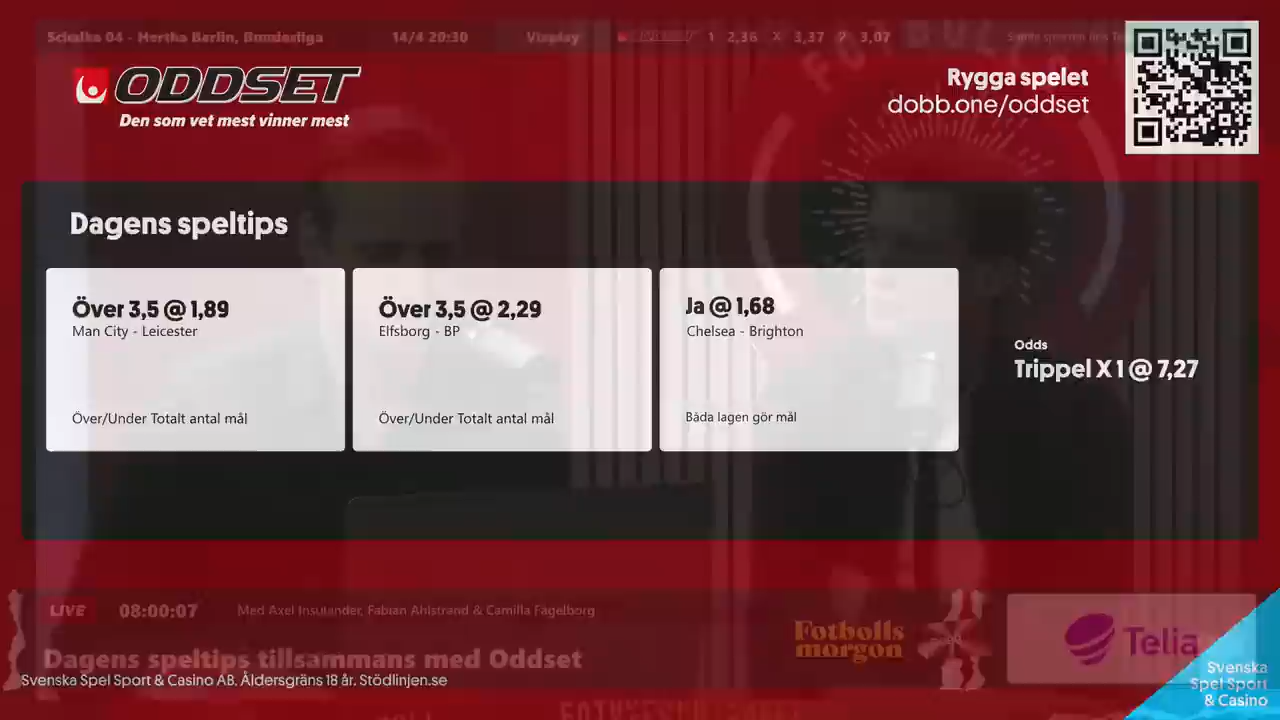 Schalke 04 - Hertha Berlin, Bundesliga 14/4 20:30 Viaplay ODDSET 1 2,36 X 3,37 2 3,07
ODDSET
Den som vet mest vinner mest
Rygga spelet
dobb.one/oddset
Dagens speltips
Över 3,5 @ 1,89
Man City - Leicester
Över/Under Totalt antal mål
Över 3,5 @ 2,29
Elfsborg - BP
Över/Under Totalt antal mål
Ja @ 1,68
Chelsea - Brighton
Båda lagen gör mål
Odds
Trippel X 1 @ 7,27
LIVE 08:00:07 Med Axel Insulander, Fabian Ahlstrand & Camilla Fagelborg
Dagens speltips tillsammans med Oddset
Fotbolls
morgon
Telia
Svenska Spel Sport & Casino AB. Åldersgräns 18 år. Stödlinjen.se
Svenska
Spel Sport
& Casino